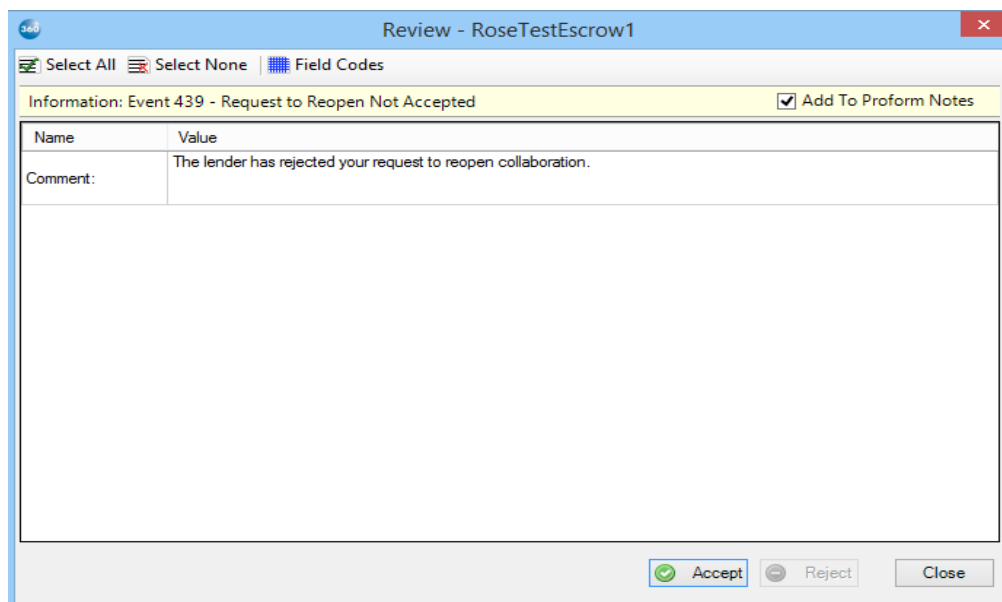 360
Review - RoseTestEscrow1
Select All Select None Field Codes
Information: Event 439 - Request to Reopen Not Accepted Add To Proform Notes
Name Value
Comment: The lender has rejected your request to reopen collaboration.
Accept Reject Close